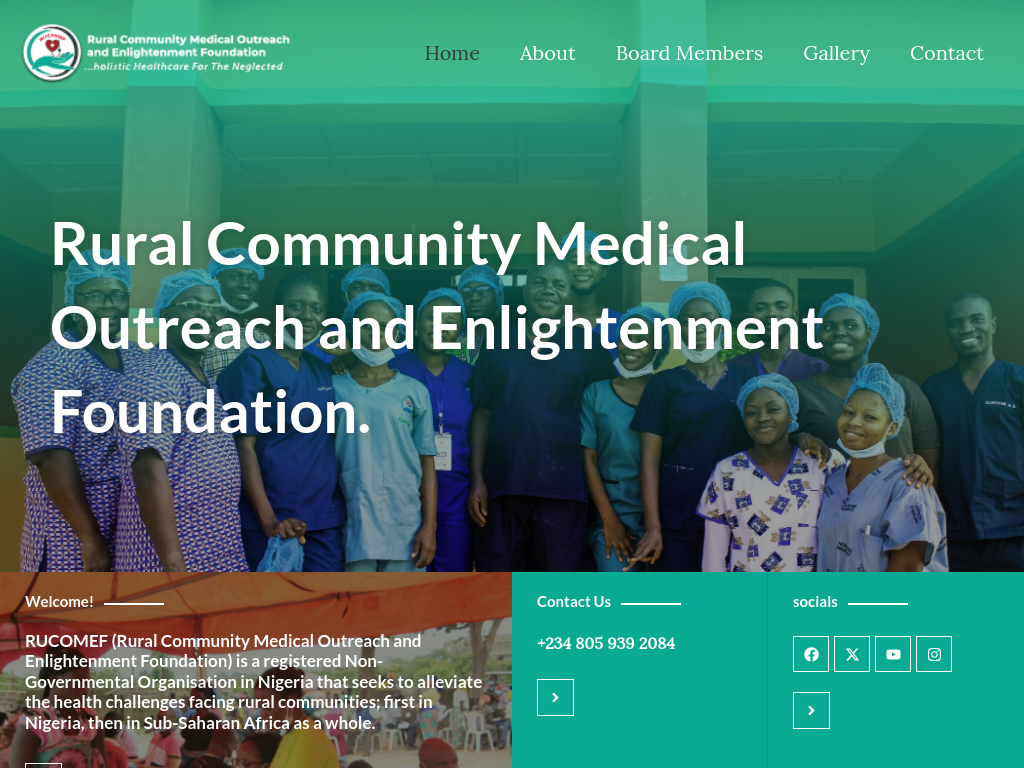 RUCOMEF
Rural Community Medical Outreach
and Enlightenment Foundation
...holistic Healthcare For The Neglected
Home
About
Board Members
Gallery
Contact
Rural Community Medical
Outreach and Enlightenment
Foundation.
Welcome!
RUCOMEF (Rural Community Medical Outreach and
Enlightenment Foundation) is a registered Non-
Governmental Organisation in Nigeria that seeks to alleviate
the health challenges facing rural communities; first in
Nigeria, then in Sub-Saharan Africa as a whole.
Contact Us
+234 805 939 2084
socials